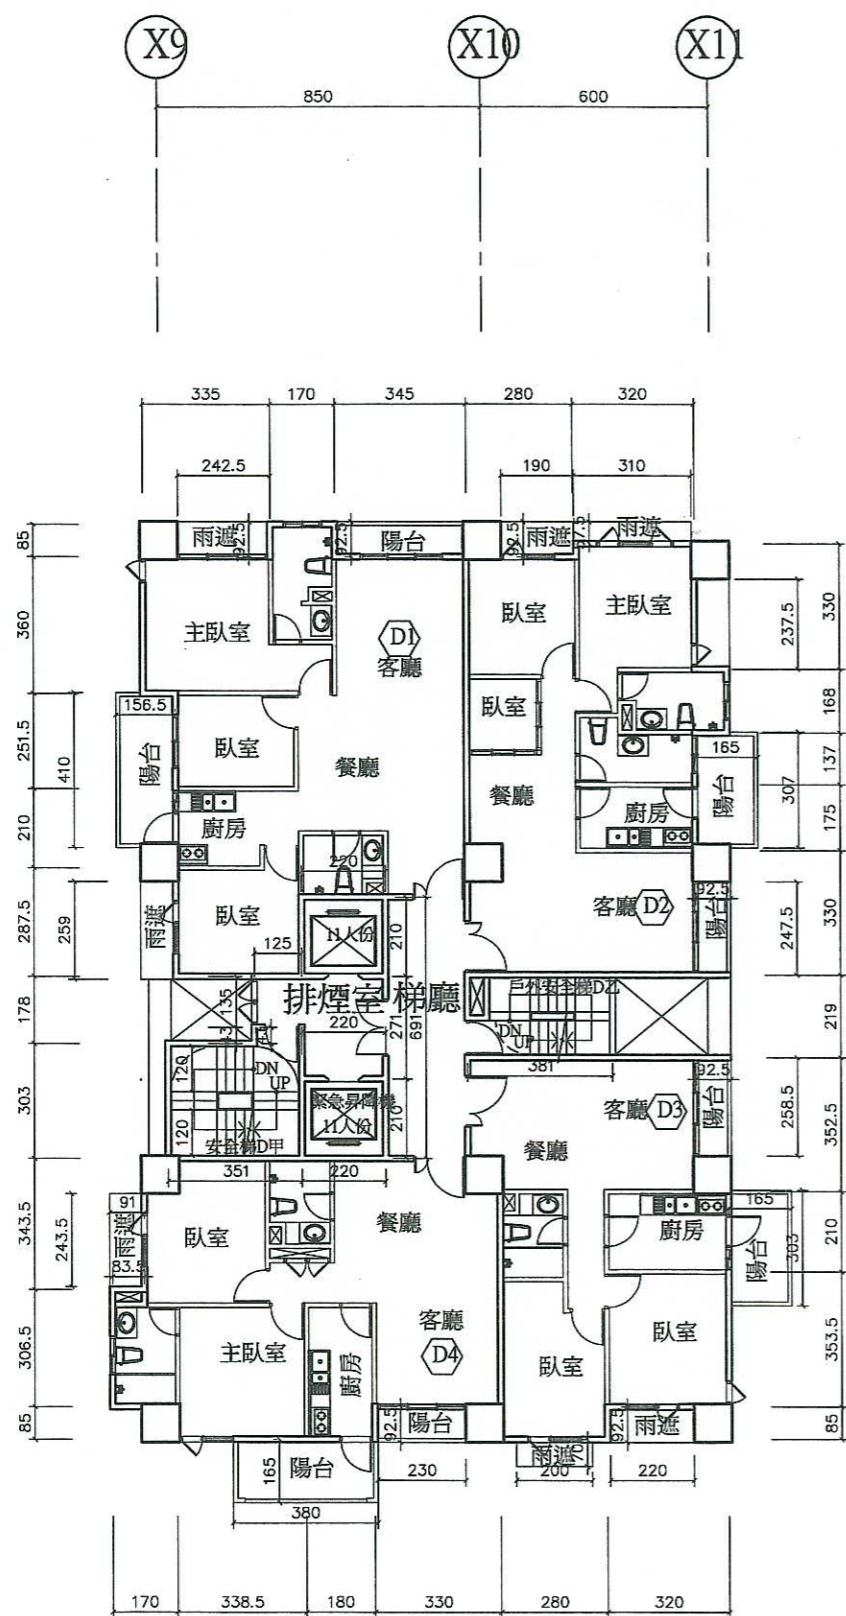 X9 X10 X11
850 600
335 170 345 280 320
242.5 190 310
85 雨遮 92.5 92.5 陽台 92.5 雨遮 雨遮
360 主臥室 D1 臥室 主臥室 237.5 330
客廳
156.5 臥室 168
251.5 410 陽台 臥室 餐廳 165 陽台 137 307
餐廳
210 廚房 廚房 175
220
287.5 259 雨遮 臥室 125 11人份 210 客廳 D2 92.5 陽台 247.5 330
178 135 排煙室 梯廳 戶外安全梯D乙 219
220 271 691 DN UP
303 120 DN UP 381 92.5
120 緊急昇降機 210 客廳 D3 陽台 258.5 352.5
11人份 餐廳
安全梯D甲
351 220
343.5 243.5 91 雨遮 臥室 餐廳 廚房 165 210
83.5 陽台 303
306.5 主臥室 廚房 客廳 臥室 臥室 353.5
D4
85 92.5 陽台 92.5 雨遮 85
165 陽台 230 雨遮 70 200 220
380
170 338.5 180 330 280 320